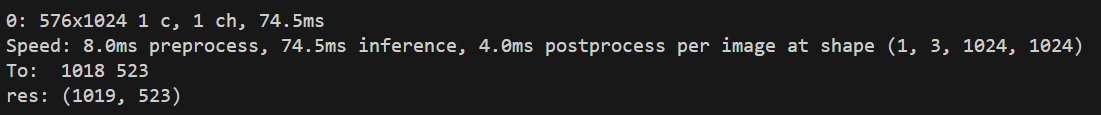 0: 576x1024 1 c, 1 ch, 74.5ms
Speed: 8.0ms preprocess, 74.5ms inference, 4.0ms postprocess per image at shape (1, 3, 1024, 1024)
To:  1018 523
res: (1019, 523)